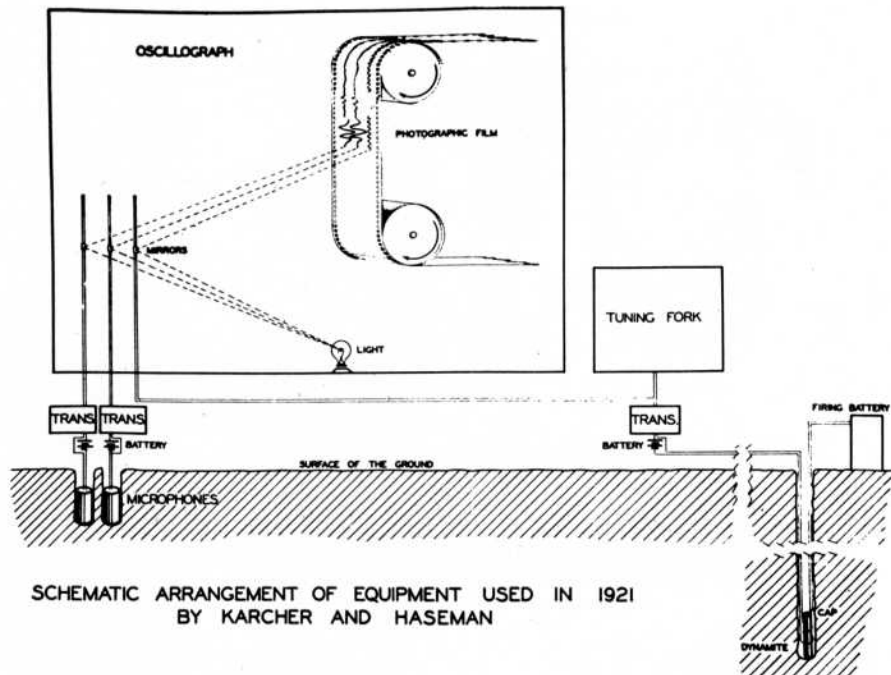 OSCILLOGRAPH
PHOTOGRAPHIC FILM
MIRRORS
LIGHT
TUNING FORK
TRANS.
TRANS.
TRANS.
FIRING BATTERY
BATTERY
BATTERY
SURFACE OF THE GROUND
MICROPHONES
SCHEMATIC ARRANGEMENT OF EQUIPMENT USED IN 1921
BY KARCHER AND HASEMAN
CAP
DYNAMITE